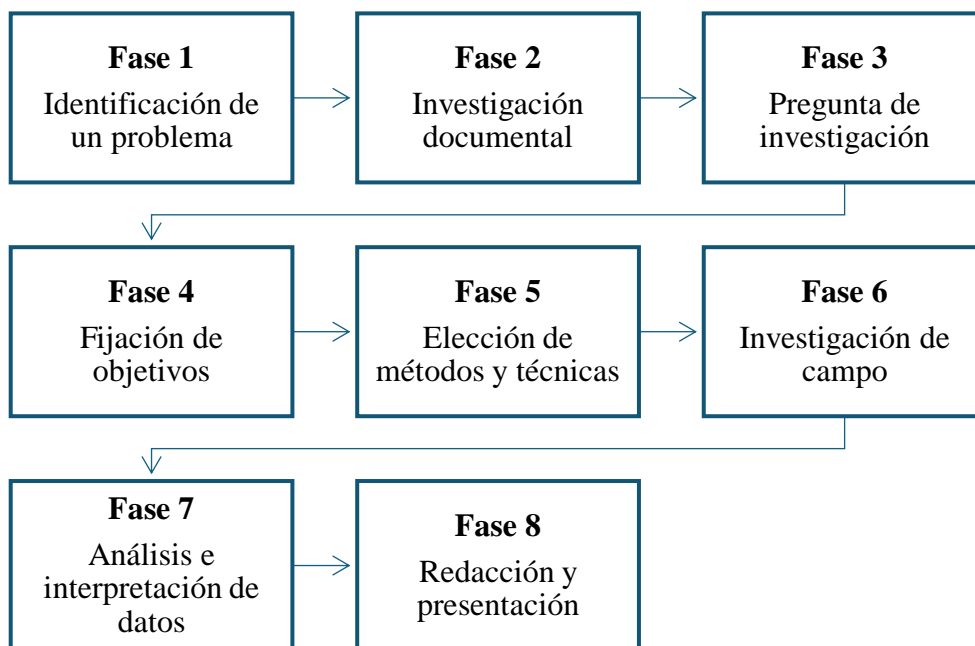 Fase 1
Identificación de
un problema
Fase 2
Investigación
documental
Fase 3
Pregunta de
investigación
Fase 4
Fijación de
objetivos
Fase 5
Elección de
métodos y técnicas
Fase 6
Investigación de
campo
Fase 7
Análisis e
interpretación de
datos
Fase 8
Redacción y
presentación